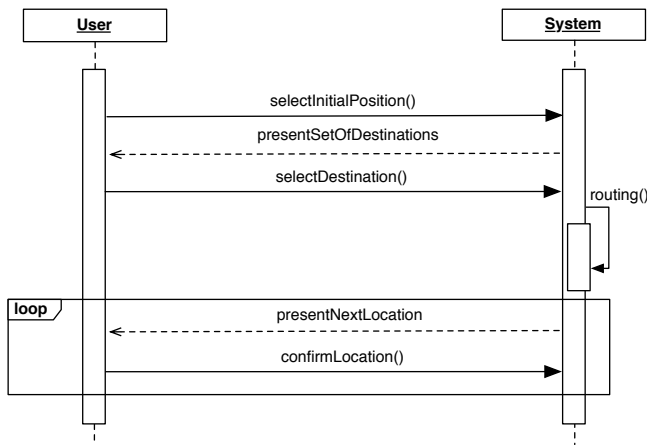 User
System
selectInitialPosition()
presentSetOfDestinations
selectDestination()
routing()
loop
presentNextLocation
confirmLocation()